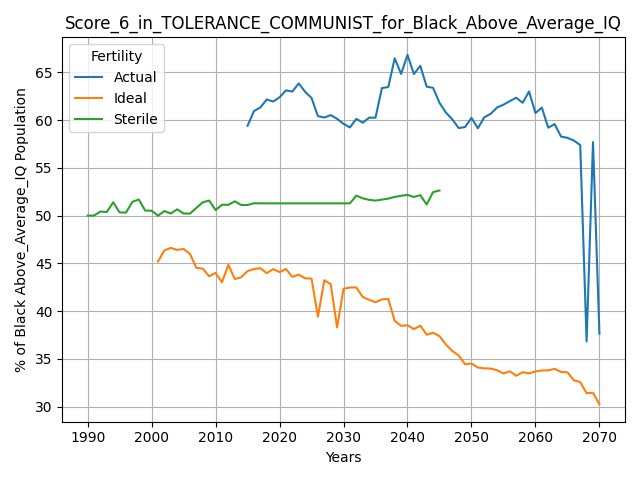 Score_6_in_TOLERANCE_COMMUNIST_for_Black_Above_Average_IQ
Fertility
Actual
Ideal
Sterile
% of Black Above_Average_IQ Population
65
60
55
50
45
40
35
30
1990 2000 2010 2020 2030 2040 2050 2060 2070
Years